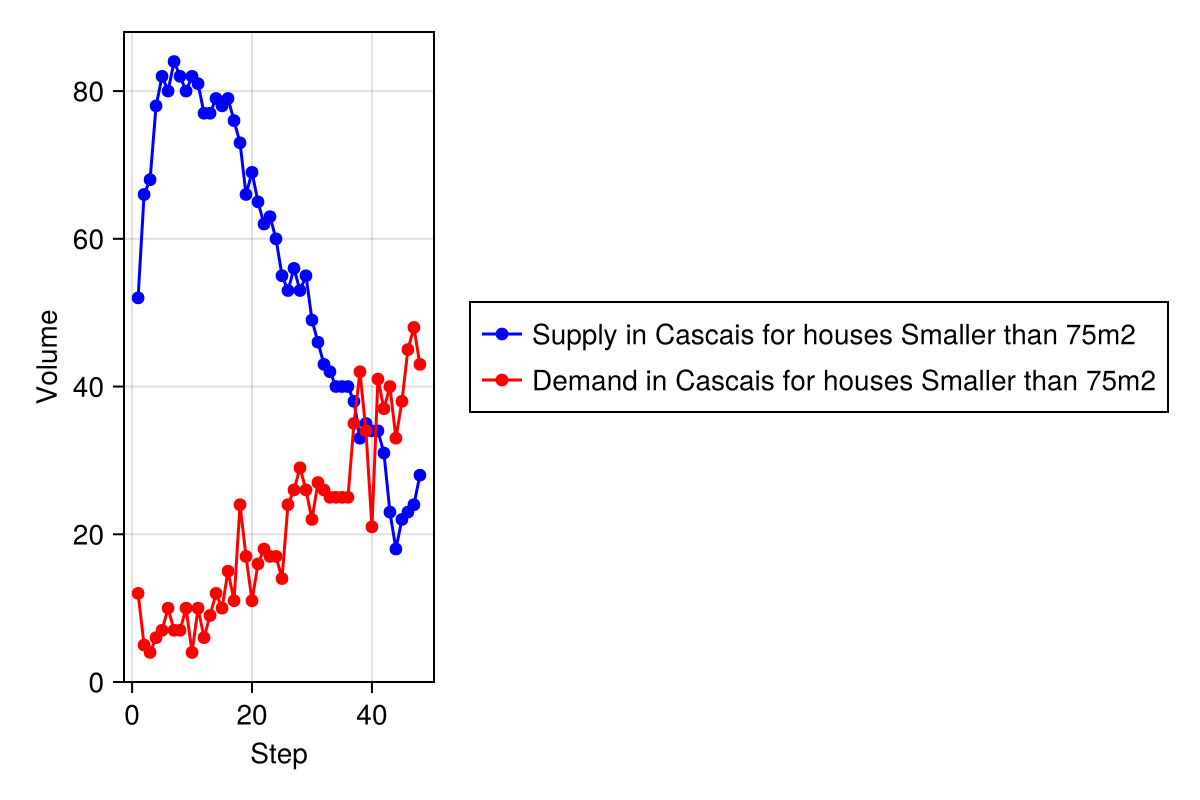 80
60
40
20
0
Volume
0 20 40
Step
Supply in Cascais for houses Smaller than 75m2
Demand in Cascais for houses Smaller than 75m2